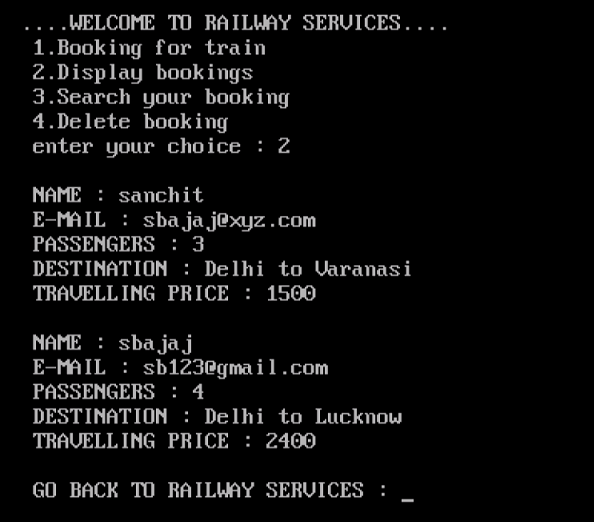 ....WELCOME TO RAILWAY SERVICES....
1.Booking for train
2.Display bookings
3.Search your booking
4.Delete booking
enter your choice : 2
NAME : sanchit
E-MAIL : sbajaj@xyz.com
PASSENGERS : 3
DESTINATION : Delhi to Varanasi
TRAVELLING PRICE : 1500
NAME : sbajaj
E-MAIL : sb123@gmail.com
PASSENGERS : 4
DESTINATION : Delhi to Lucknow
TRAVELLING PRICE : 2400
GO BACK TO RAILWAY SERVICES : _